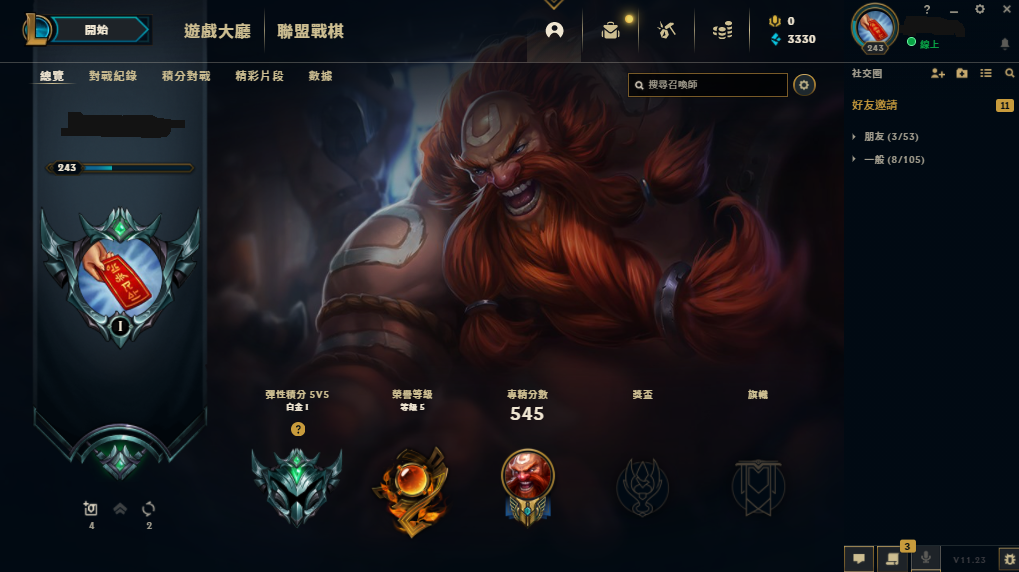 開始
遊戲大廳
聯盟戰棋
0
3330
243
?
綫上
總覽
對戰紀錄
積分對戰
精彩片段
數據
搜尋召喚師
社交圈
好友邀請
11
朋友 (3/53)
一般 (8/105)
243
I
彈性積分 5V5
白金 I
?
榮譽等級
等級 5
專精分數
545
獎盃
旗幟
4
2
3
V11.23